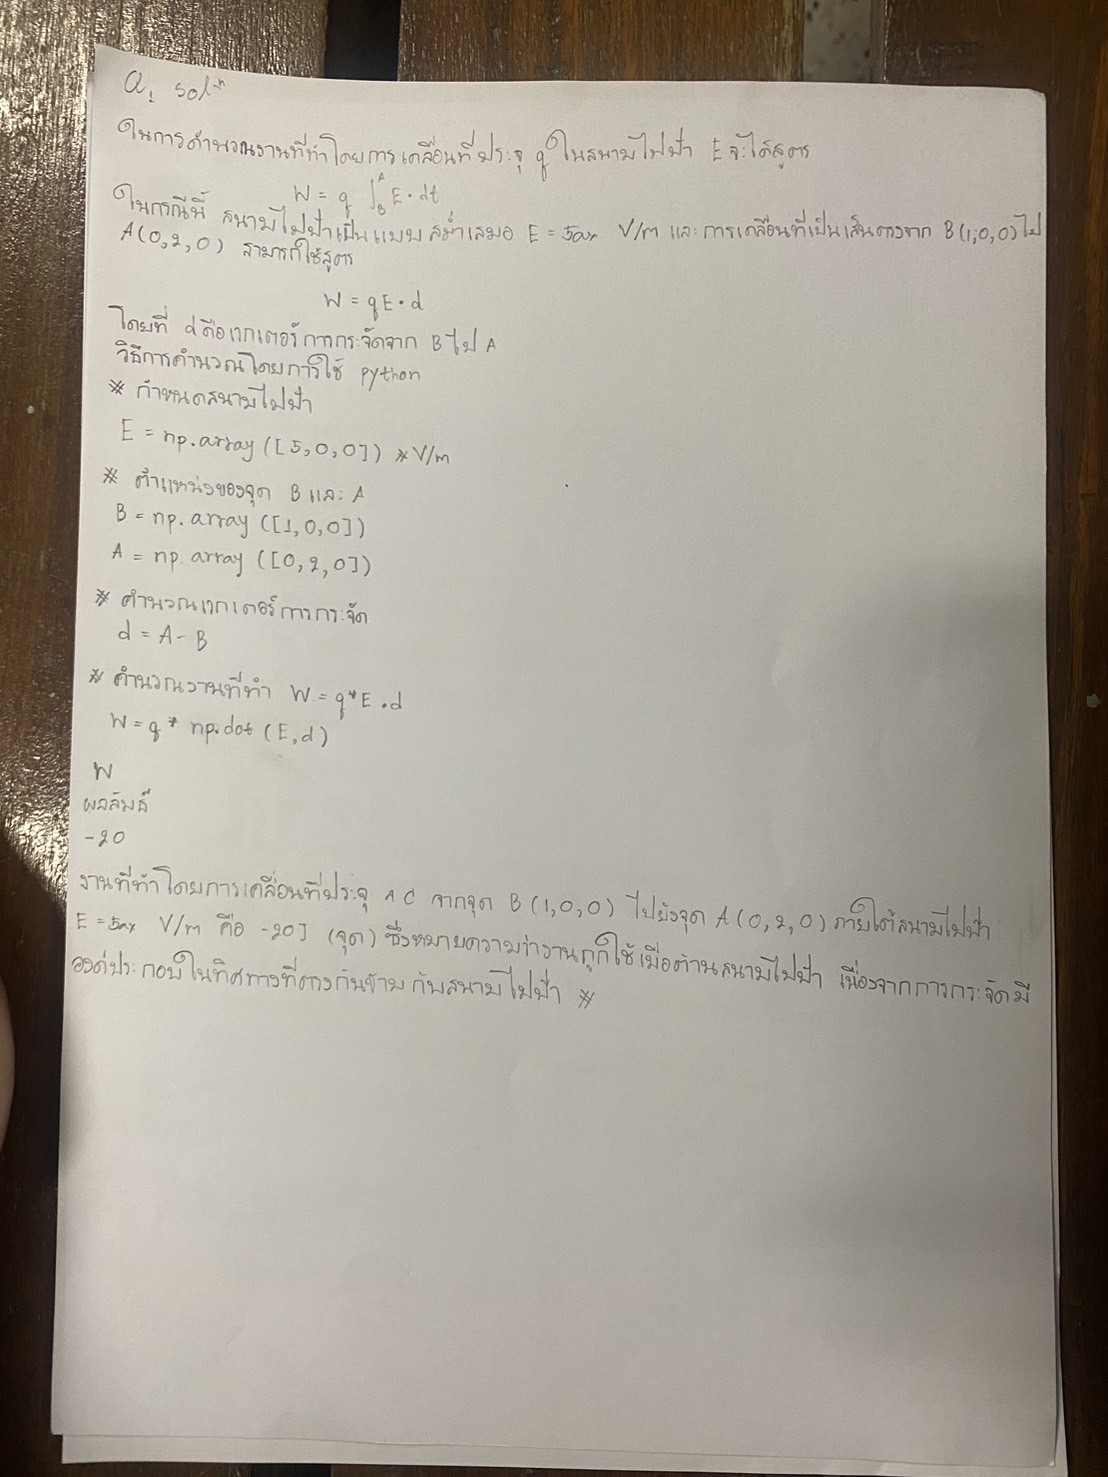 a, solⁿ
ในการคำนวณงานที่ทำโดยการเคลื่อนที่ประจุ q ในสนามไฟฟ้า E จะได้สูตร
W = q ∫_B^A E · dt
ในกรณีนี้ สนามไฟฟ้าเป็นแบบสม่ำเสมอ E = 5ax V/m และการเคลื่อนที่เป็นเส้นตรงจาก B(1,0,0) ไป
A(0,2,0) สามารถใช้สูตร
W = qE · d
โดยที่ d คือเวกเตอร์การกระจัดจาก B ไป A
วิธีการคำนวณโดยการใช้ python
* กำหนดสนามไฟฟ้า
E = np.array([5,0,0]) * V/m
* ตำแหน่งของจุด B และ A
B = np.array([1,0,0])
A = np.array([0,2,0])
* คำนวณเวกเตอร์การกระจัด
d = A - B
* คำนวณงานที่ทำ W = q*E.d
W = q * np.dot(E,d)
W
ผลลัพธ์
-20
งานที่ทำโดยการเคลื่อนที่ประจุ 4C จากจุด B(1,0,0) ไปยังจุด A(0,2,0) ภายใต้สนามไฟฟ้า
E = 5ax V/m คือ -20J (จูด) ซึ่งหมายความว่างานถูกใช้เพื่อต้านสนามไฟฟ้า เนื่องจากการกระจัดมี
องค์ประกอบในทิศทางที่ตรงกันข้ามกับสนามไฟฟ้า *